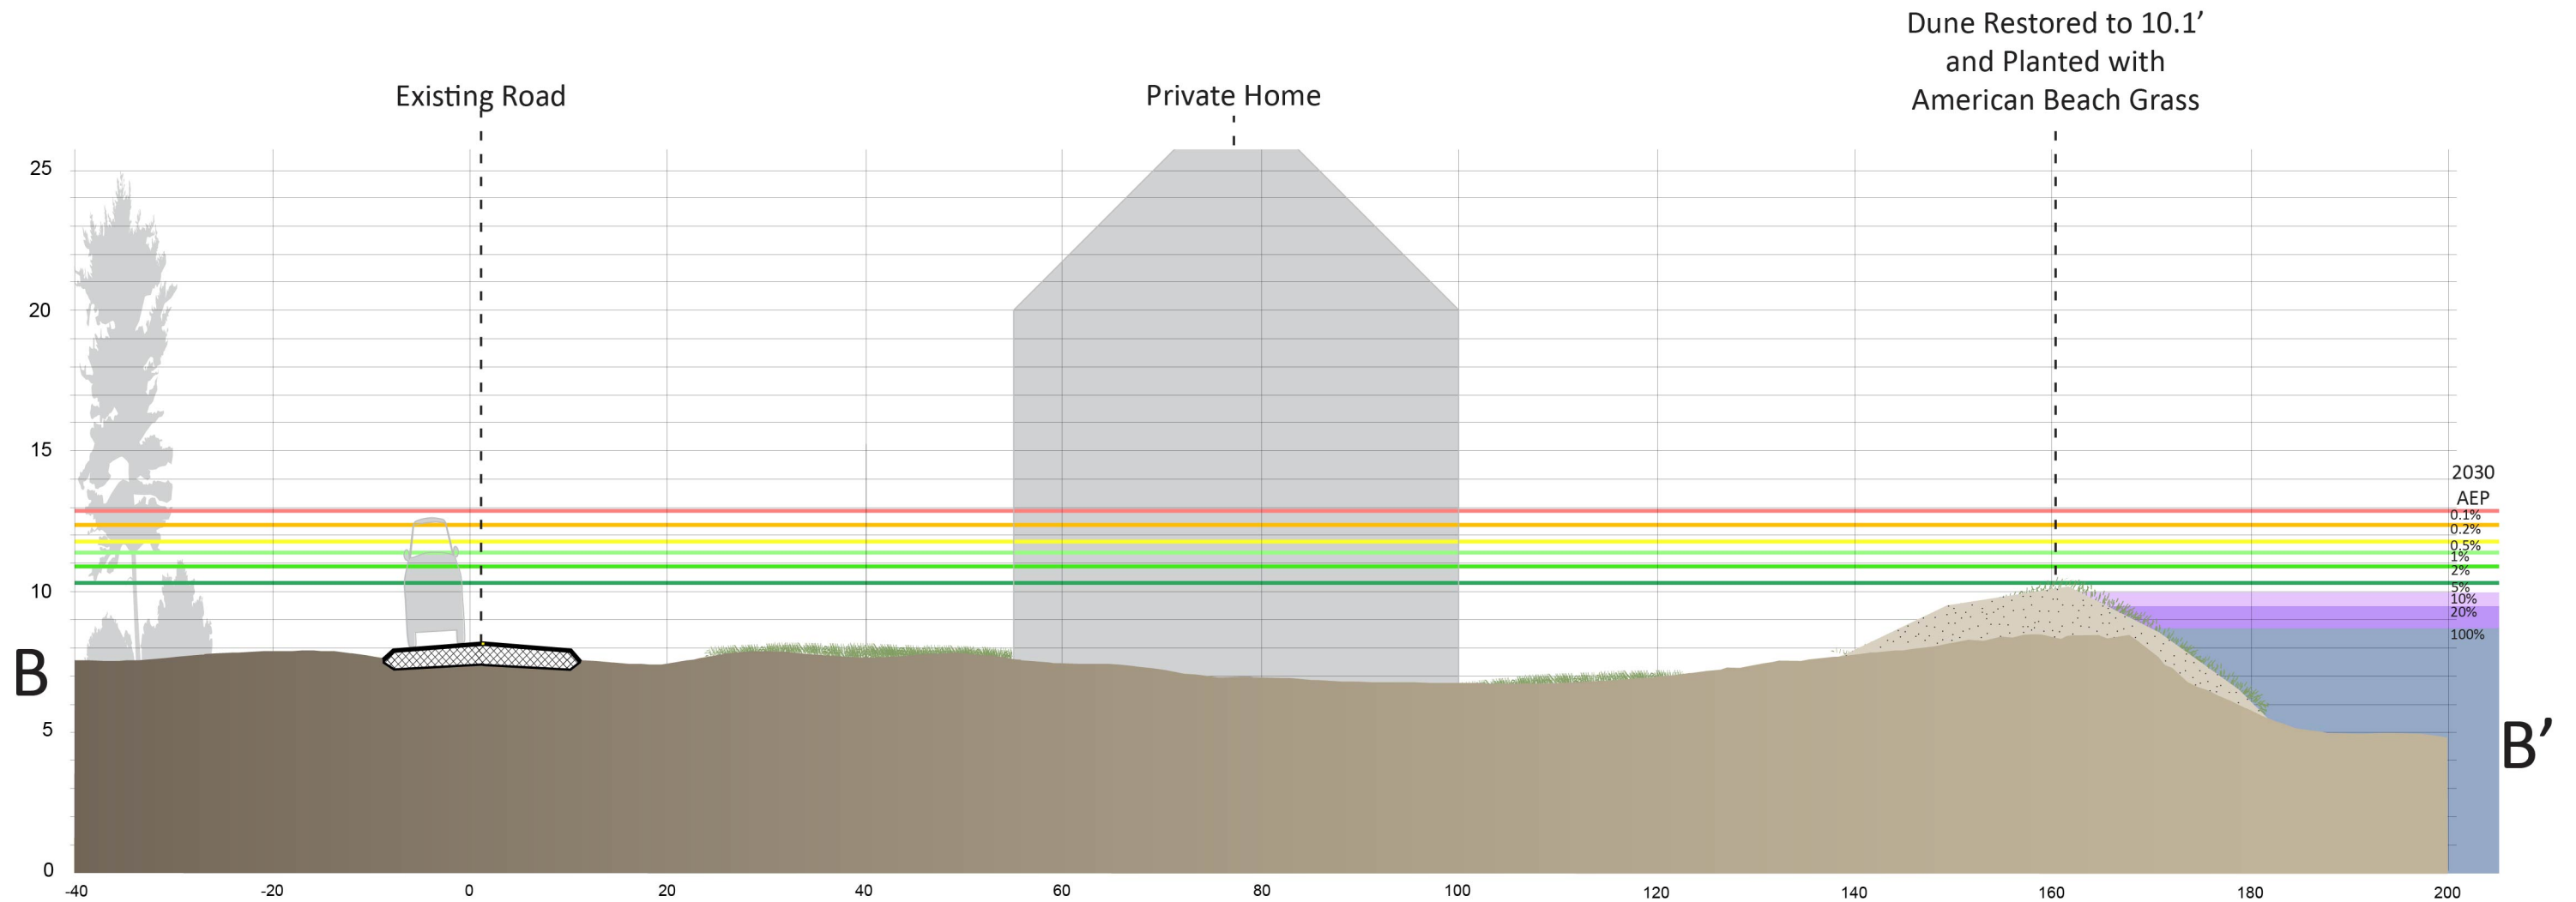 Dune Restored to 10.1’
and Planted with
American Beach Grass
Existing Road
Private Home
25
20
15
2030
AEP
0.1%
0.2%
0.5%
1%
2%
10
5%
10%
20%
100%
B
5
B’
0
-40 -20 0 20 40 60 80 100 120 140 160 180 200